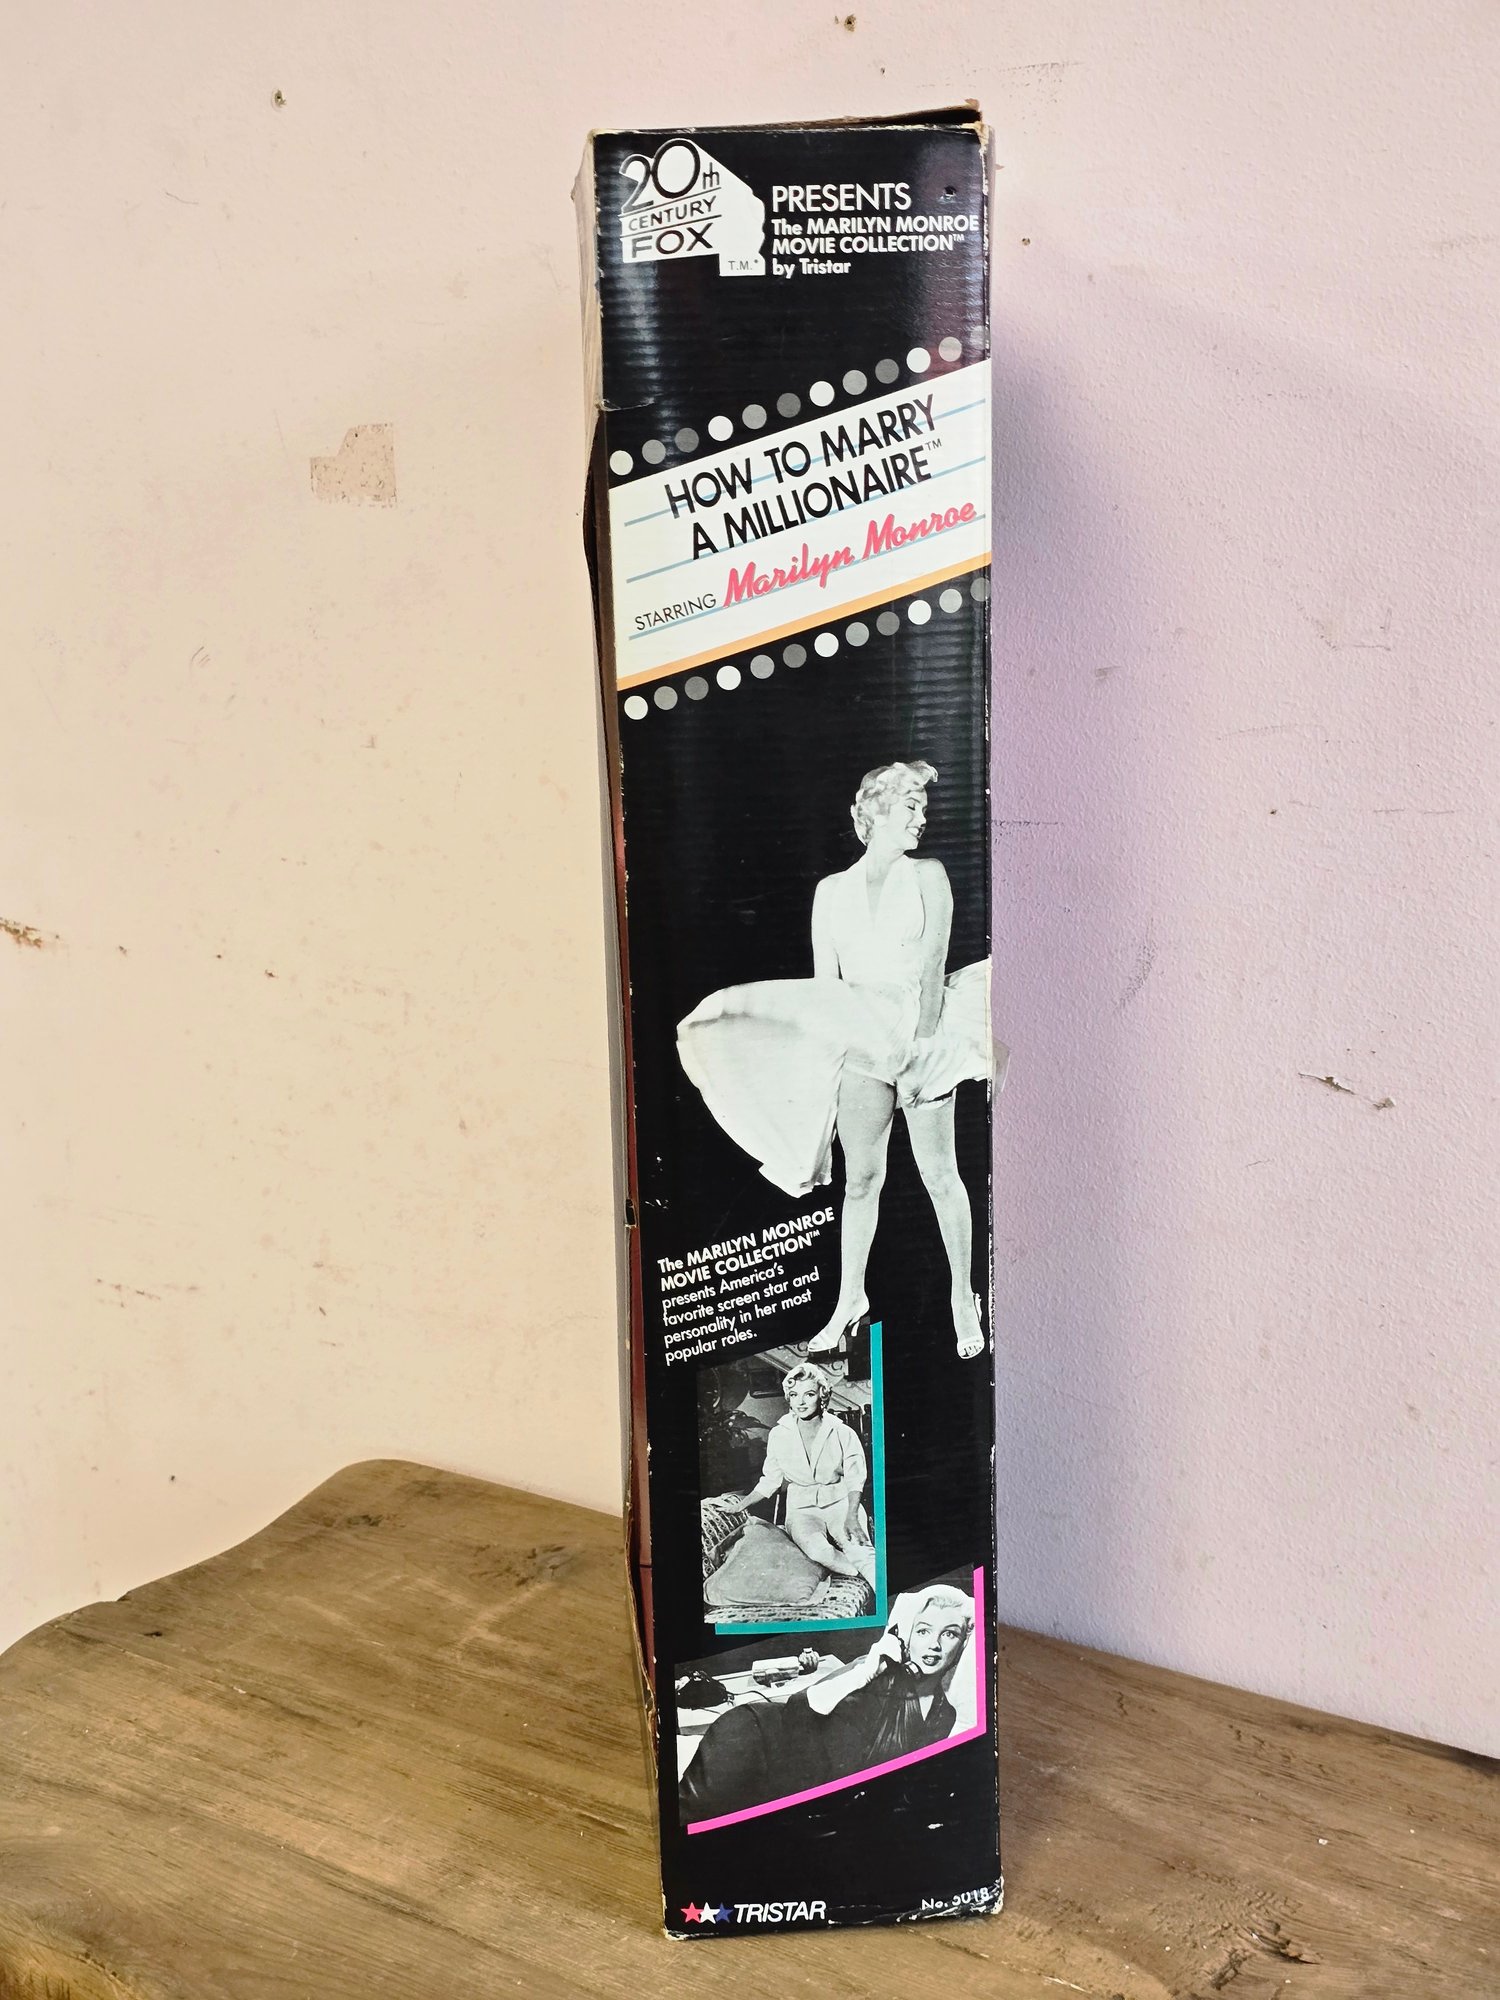 20th
CENTURY
FOX
T.M.*
PRESENTS
The MARILYN MONROE
MOVIE COLLECTION™
by Tristar
HOW TO MARRY
A MILLIONAIRE™
STARRING Marilyn Monroe
The MARILYN MONROE
MOVIE COLLECTION™
presents America's
favorite screen star and
personality in her most
popular roles.
TRISTAR
No.